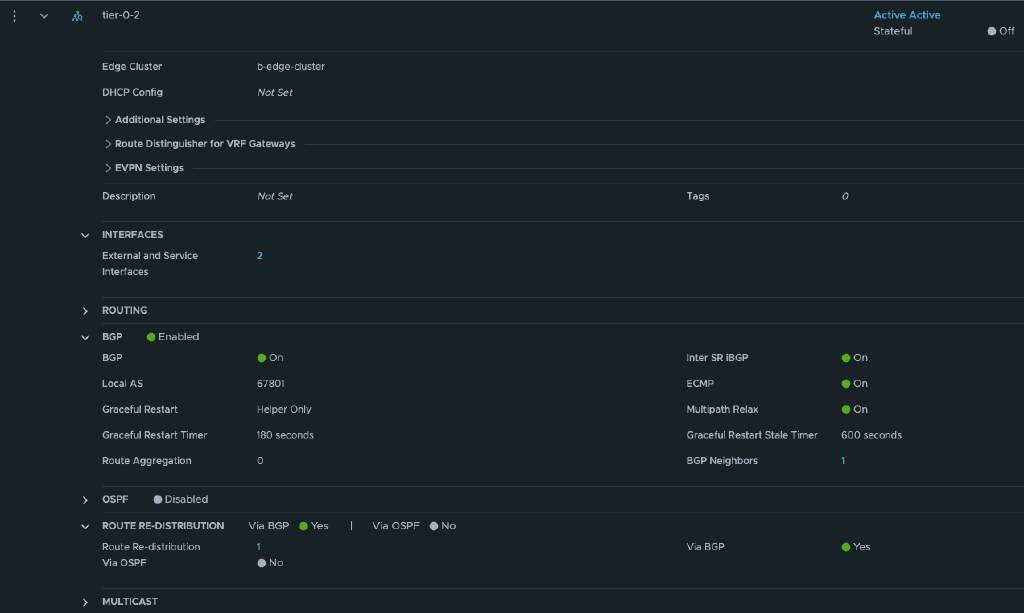 tier-0-2
Active Active
Stateful Off
Edge Cluster b-edge-cluster
DHCP Config Not Set
Additional Settings
Route Distinguisher for VRF Gateways
EVPN Settings
Description Not Set Tags 0
INTERFACES
External and Service 2
Interfaces
ROUTING
BGP Enabled
BGP On Inter SR iBGP On
Local AS 67801 ECMP On
Graceful Restart Helper Only Multipath Relax On
Graceful Restart Timer 180 seconds Graceful Restart Stale Timer 600 seconds
Route Aggregation 0 BGP Neighbors 1
OSPF Disabled
ROUTE RE-DISTRIBUTION Via BGP Yes | Via OSPF No
Route Re-distribution 1 Via BGP Yes
Via OSPF No
MULTICAST